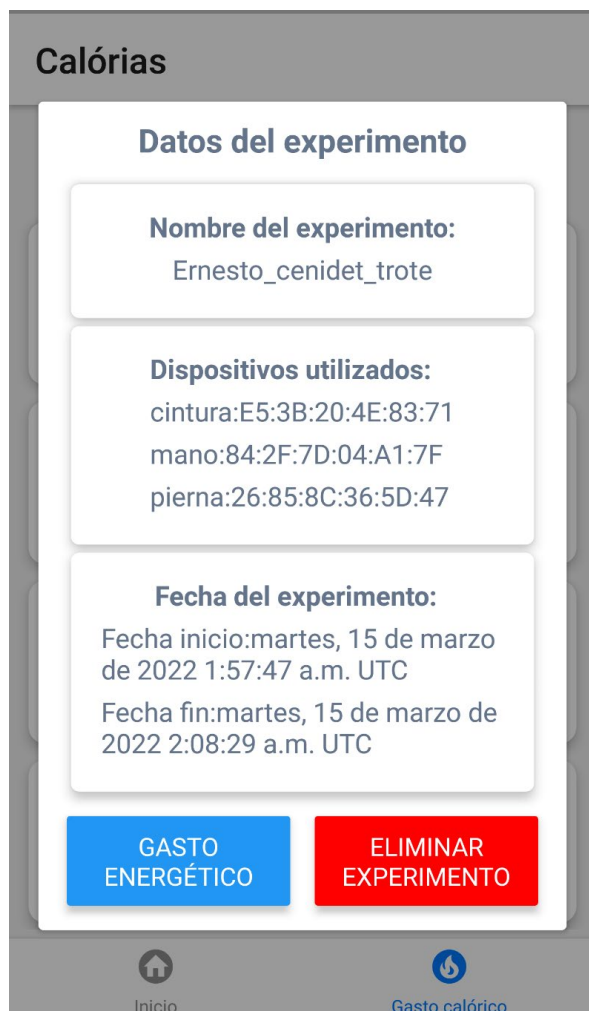 Calórias
Datos del experimento
Nombre del experimento:
Ernesto_cenidet_trote
Dispositivos utilizados:
cintura:E5:3B:20:4E:83:71
mano:84:2F:7D:04:A1:7F
pierna:26:85:8C:36:5D:47
Fecha del experimento:
Fecha inicio:martes, 15 de marzo
de 2022 1:57:47 a.m. UTC
Fecha fin:martes, 15 de marzo de
2022 2:08:29 a.m. UTC
GASTO
ENERGÉTICO
ELIMINAR
EXPERIMENTO
Inicio
Gasto calórico